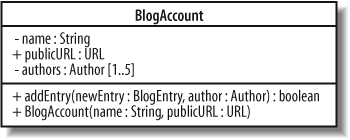 BlogAccount
- name : String
+ publicURL : URL
- authors : Author [1..5]
+ addEntry(newEntry : BlogEntry, author : Author) : boolean
+ BlogAccount(name : String, publicURL : URL)